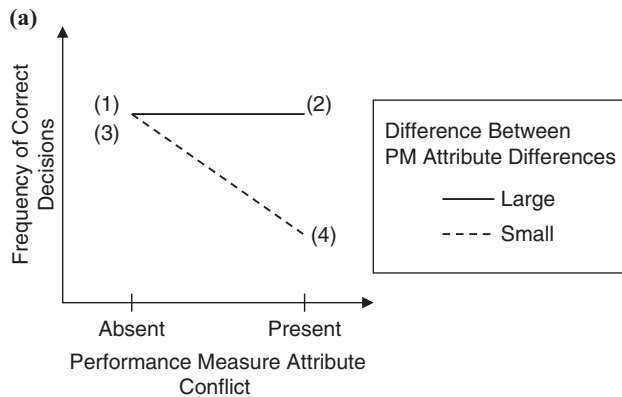 (a)
Frequency of Correct
Decisions
(1)
(3)
(2)
(4)
Absent
Present
Performance Measure Attribute
Conflict
Difference Between
PM Attribute Differences
Large
Small